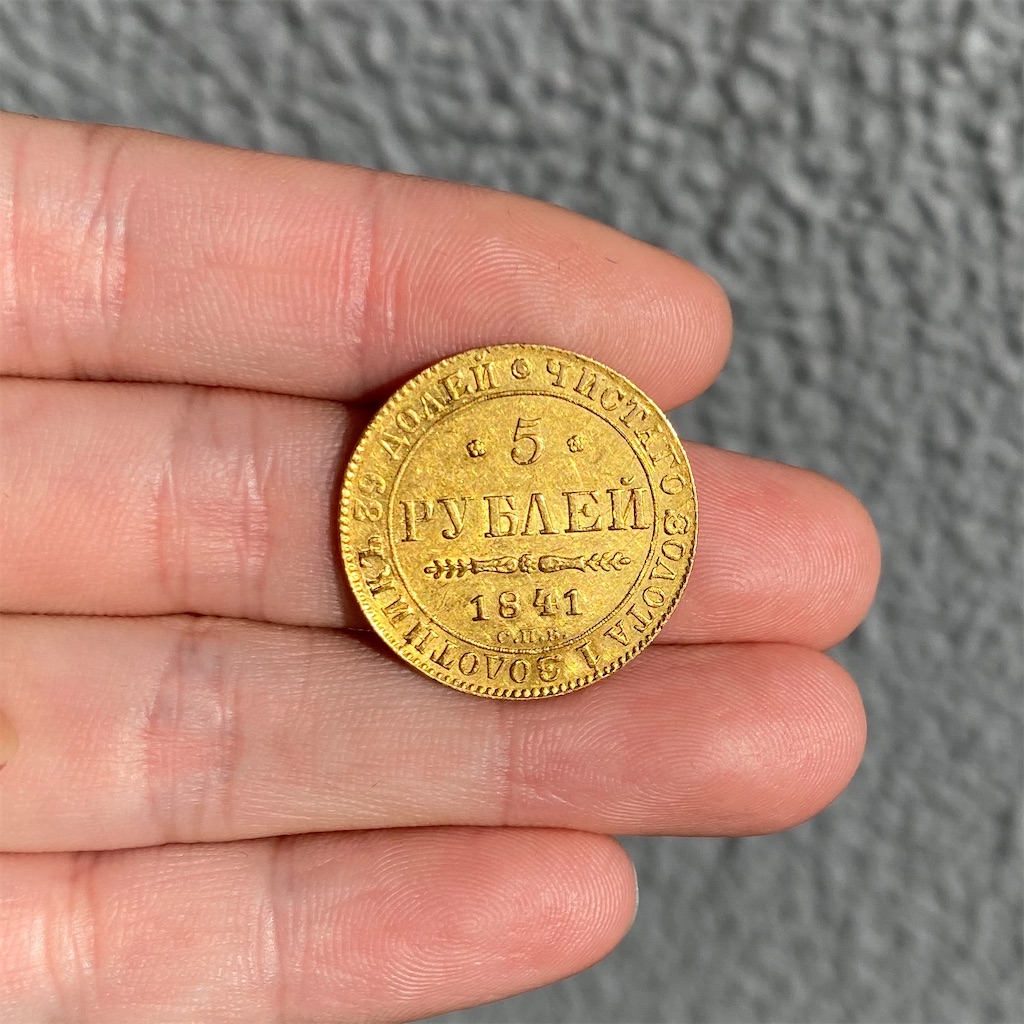 ЧИСТАГО ЗОЛОТА 1 ЗОЛОТНИКЪ 39 ДОЛЕЙ
5
РУБЛЕЙ
1841
С.П.Б.